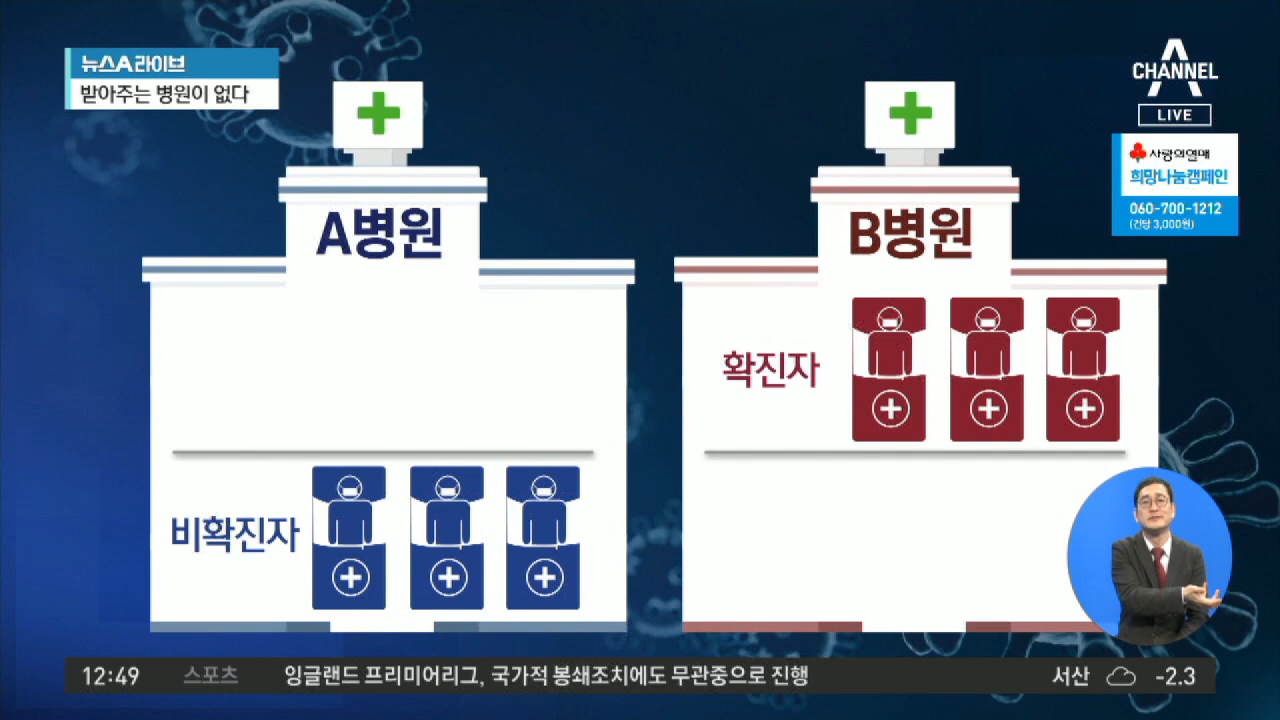 뉴스A라이브
받아주는 병원이 없다
CHANNEL A
LIVE
사랑의열매
희망나눔캠페인
060-700-1212
(건당 3,000원)
A병원
B병원
확진자
비확진자
12:49 스포츠 잉글랜드 프리미어리그, 국가적 봉쇄조치에도 무관중으로 진행 서산 -2.3